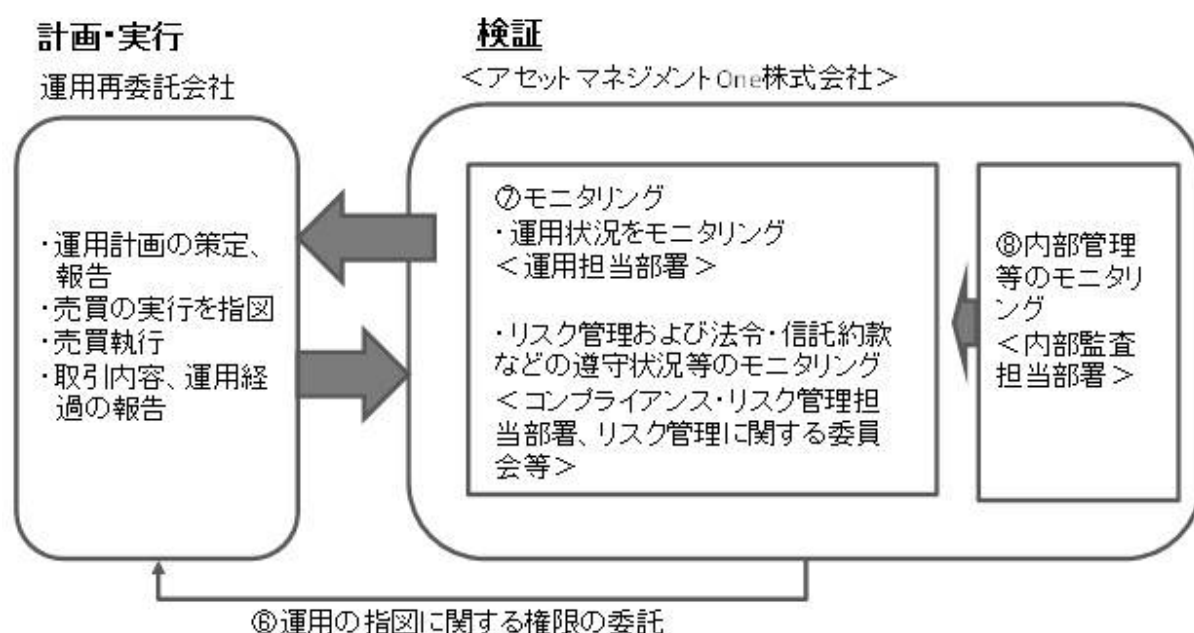 計画・実行
運用再委託会社
・運用計画の策定、
報告
・売買の実行を指図
・売買執行
・取引内容、運用経
過の報告
検証
＜アセットマネジメントOne株式会社＞
⑦モニタリング
・運用状況をモニタリング
＜運用担当部署＞
・リスク管理および法令・信託約款
などの遵守状況等のモニタリング
＜コンプライアンス・リスク管理担
当部署、リスク管理に関する委員
会等＞
⑧内部管理
等のモニタリ
ング
＜内部監査
担当部署＞
⑥運用の指図に関する権限の委託